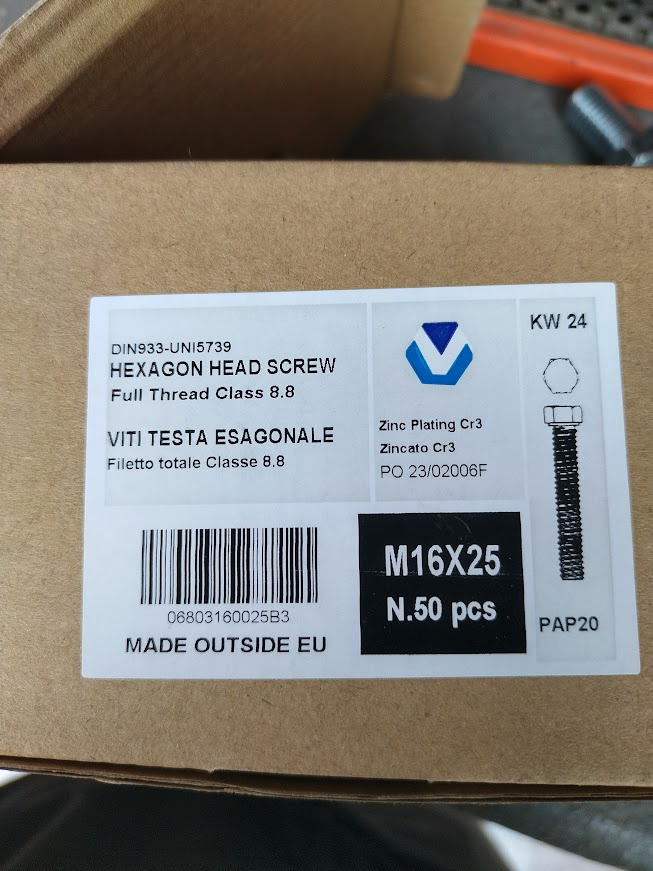 DIN933-UNI5739
HEXAGON HEAD SCREW
Full Thread Class 8.8
VITI TESTA ESAGONALE
Filetto totale Classe 8.8
Zinc Plating Cr3
Zincato Cr3
PO 23/02006F
KW 24
06803160025B3
MADE OUTSIDE EU
M16X25
N.50 pcs
PAP20